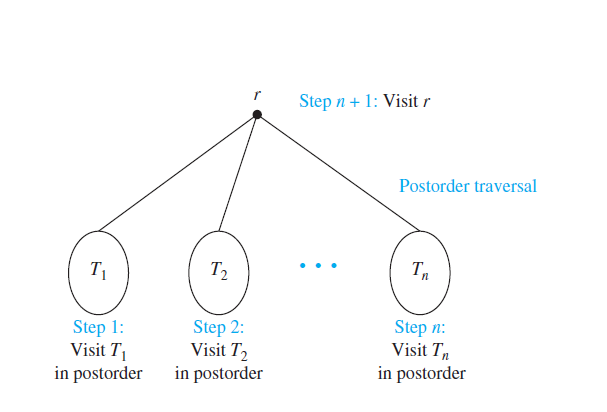 r
Step n + 1: Visit r
Postorder traversal
T1
T2
. . .
Tn
Step 1:
Visit T1
in postorder
Step 2:
Visit T2
in postorder
Step n:
Visit Tn
in postorder